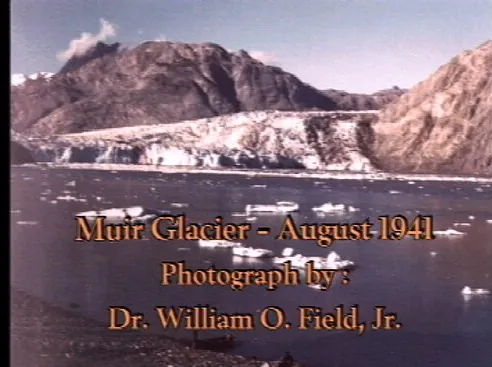 Muir Glacier - August 1941
Photograph by :
Dr. William O. Field, Jr.